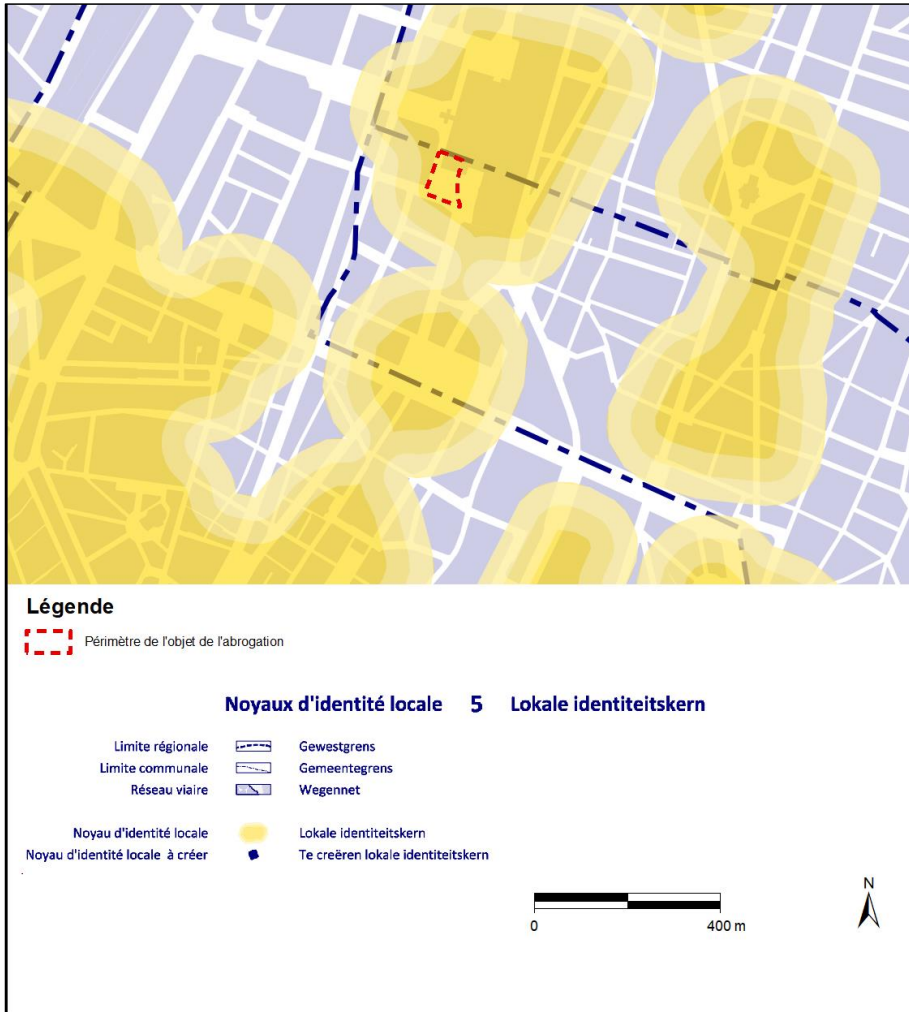 Légende
Périmètre de l'objet de l'abrogation
Noyaux d'identité locale 5 Lokale identiteitskern
Limite régionale Gewestgrens
Limite communale Gemeentegrens
Réseau viaire Wegennet
Noyau d'identité locale Lokale identiteitskern
Noyau d'identité locale à créer Te creëren lokale identiteitskern
N
0 400 m